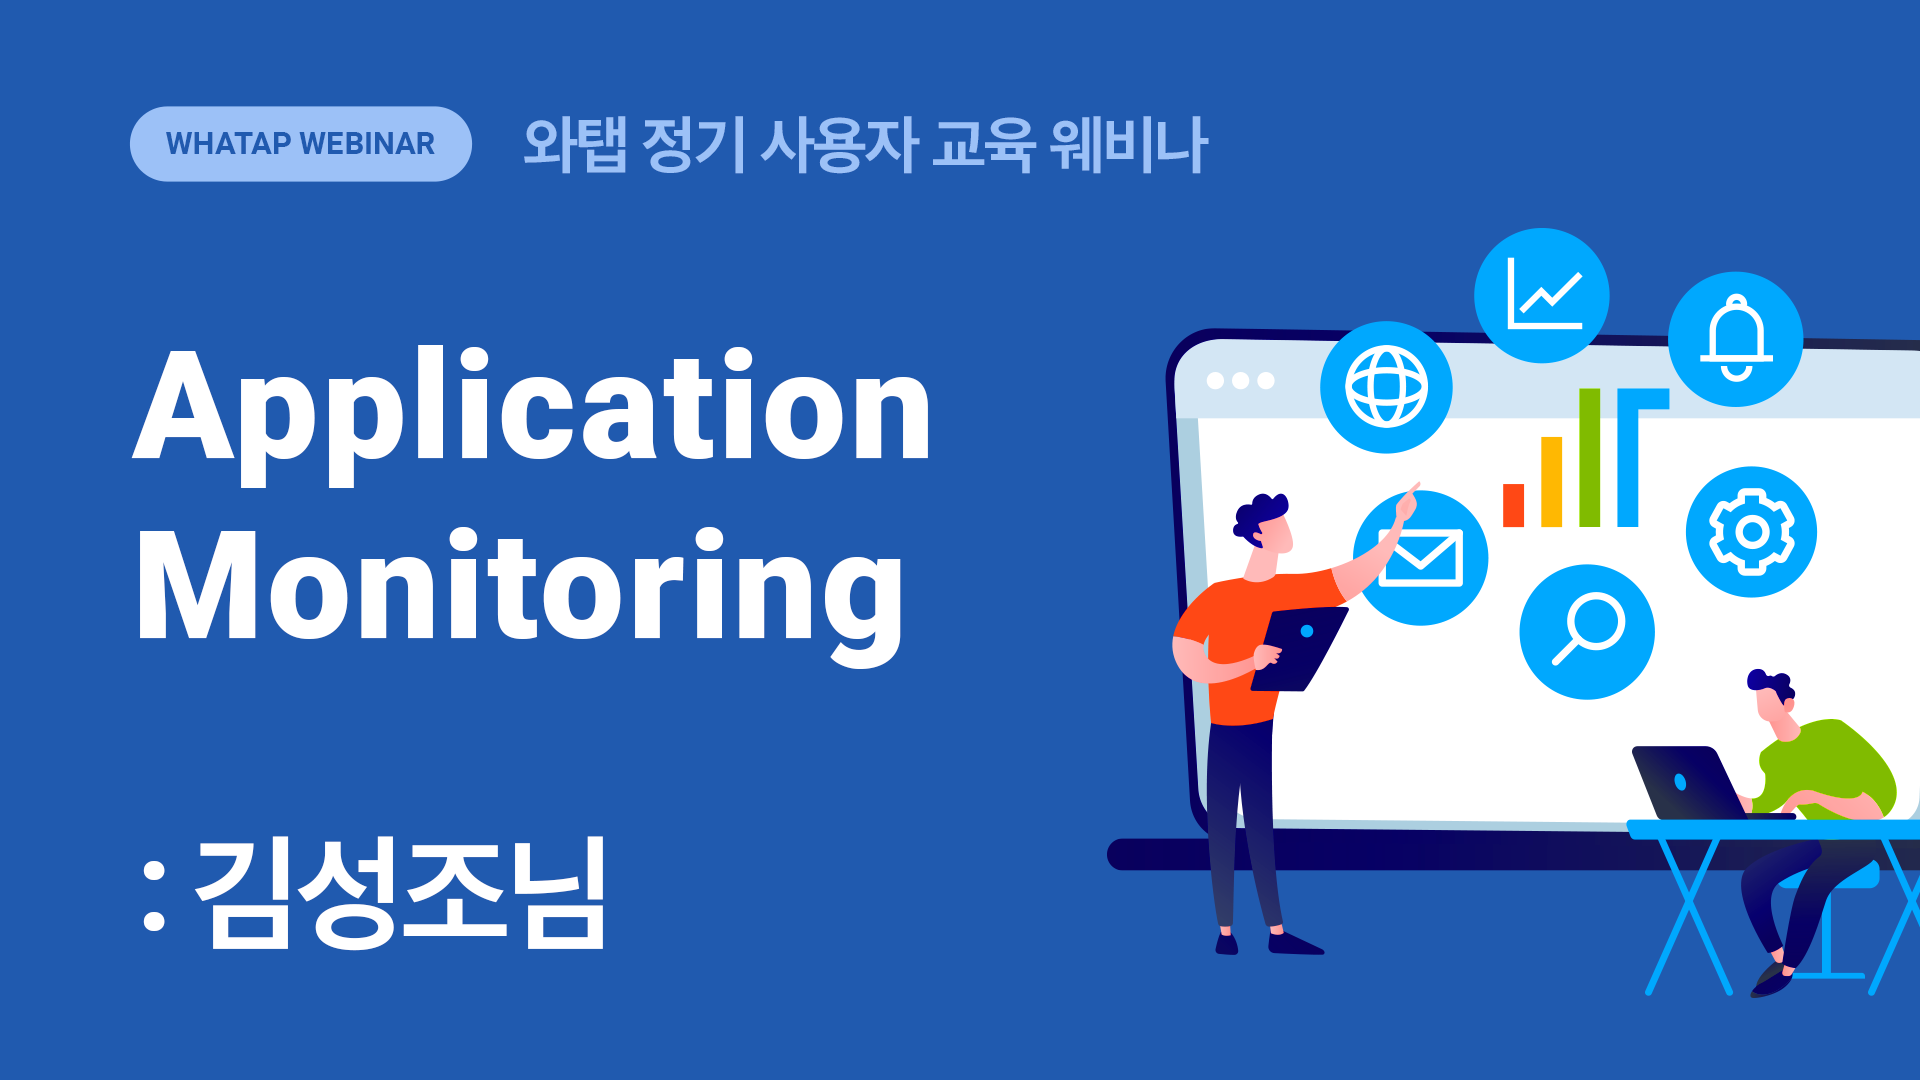 WHATAP WEBINAR
와탭 정기 사용자 교육 웨비나
Application
Monitoring
: 김성조님